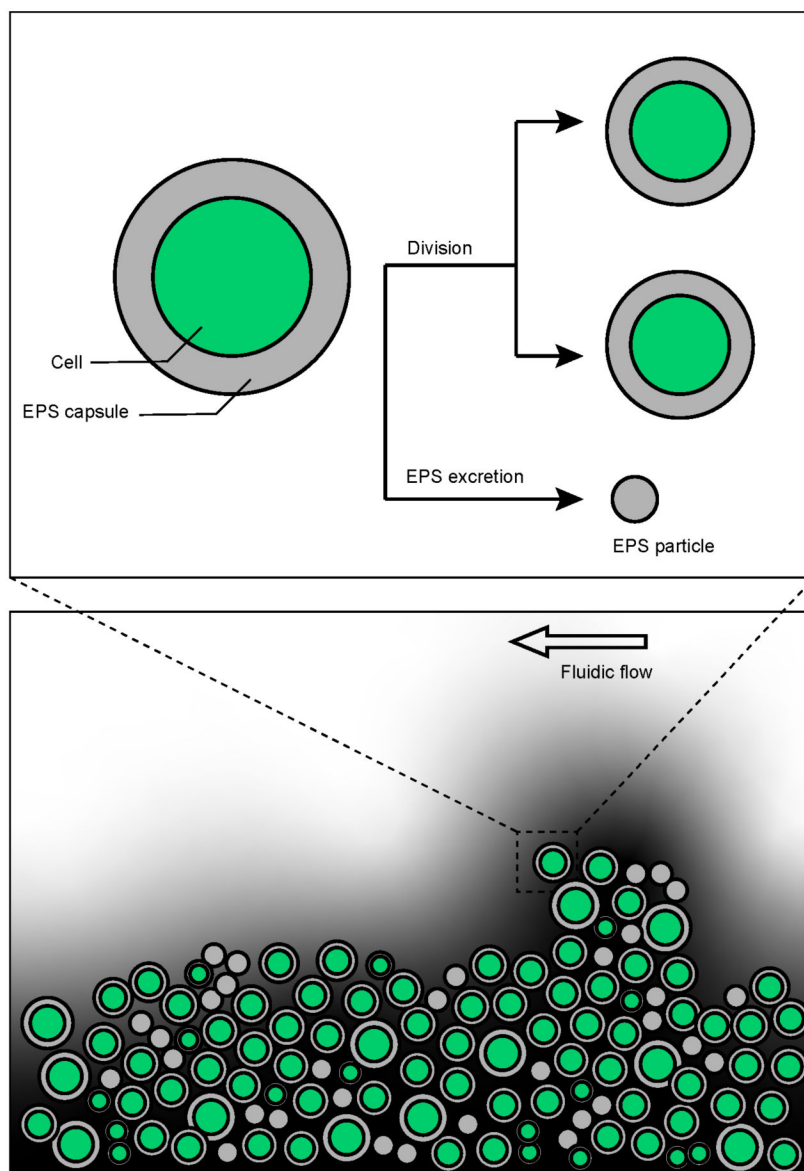 Division
Cell
EPS capsule
EPS excretion
EPS particle
Fluidic flow